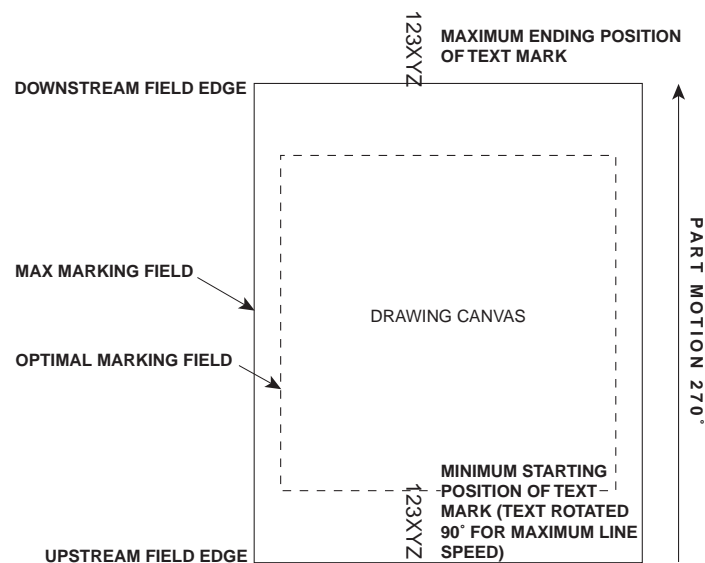 123XYZ
MAXIMUM ENDING POSITION
OF TEXT MARK
DOWNSTREAM FIELD EDGE
PART MOTION 270˚
MAX MARKING FIELD
DRAWING CANVAS
OPTIMAL MARKING FIELD
123XYZ
MINIMUM STARTING
POSITION OF TEXT
MARK (TEXT ROTATED
90˚ FOR MAXIMUM LINE
SPEED)
UPSTREAM FIELD EDGE